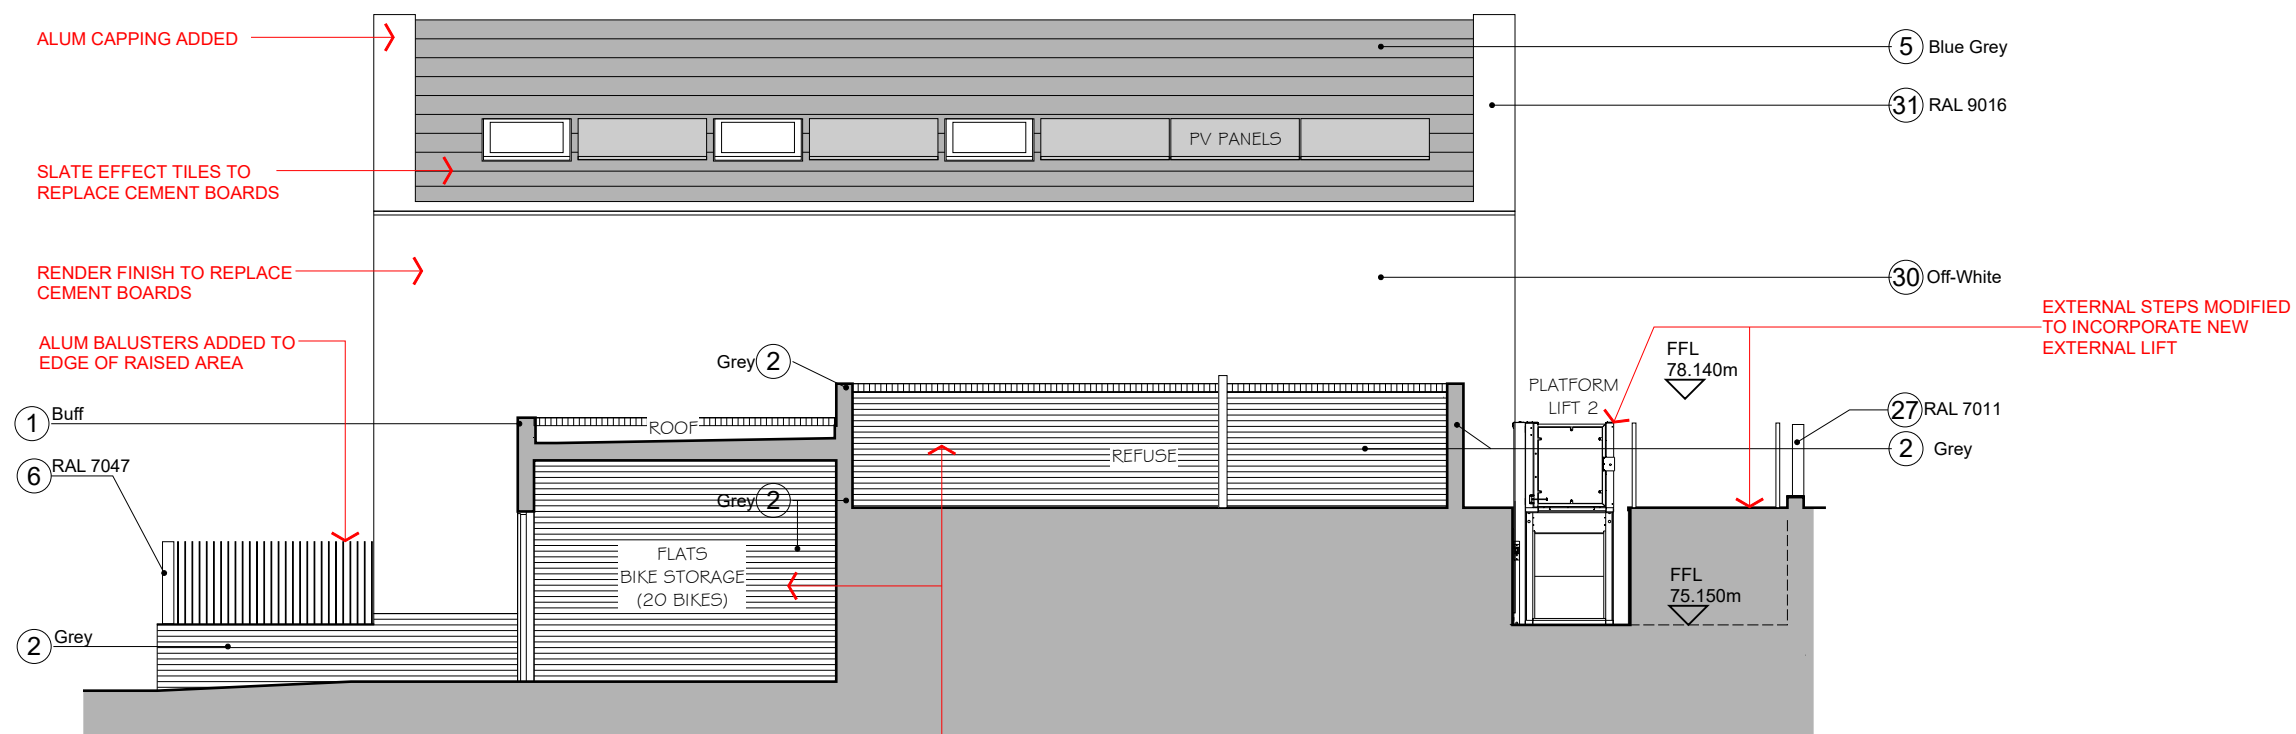 ALUM CAPPING ADDED
5 Blue Grey
31 RAL 9016
PV PANELS
SLATE EFFECT TILES TO
REPLACE CEMENT BOARDS
RENDER FINISH TO REPLACE
CEMENT BOARDS
30 Off-White
EXTERNAL STEPS MODIFIED
TO INCORPORATE NEW
EXTERNAL LIFT
ALUM BALUSTERS ADDED TO
EDGE OF RAISED AREA
Grey 2
FFL
78.140m
PLATFORM
LIFT 2
1 Buff
ROOF
27 RAL 7011
REFUSE
2 Grey
6 RAL 7047
Grey 2
FLATS
BIKE STORAGE
(20 BIKES)
FFL
75.150m
2 Grey